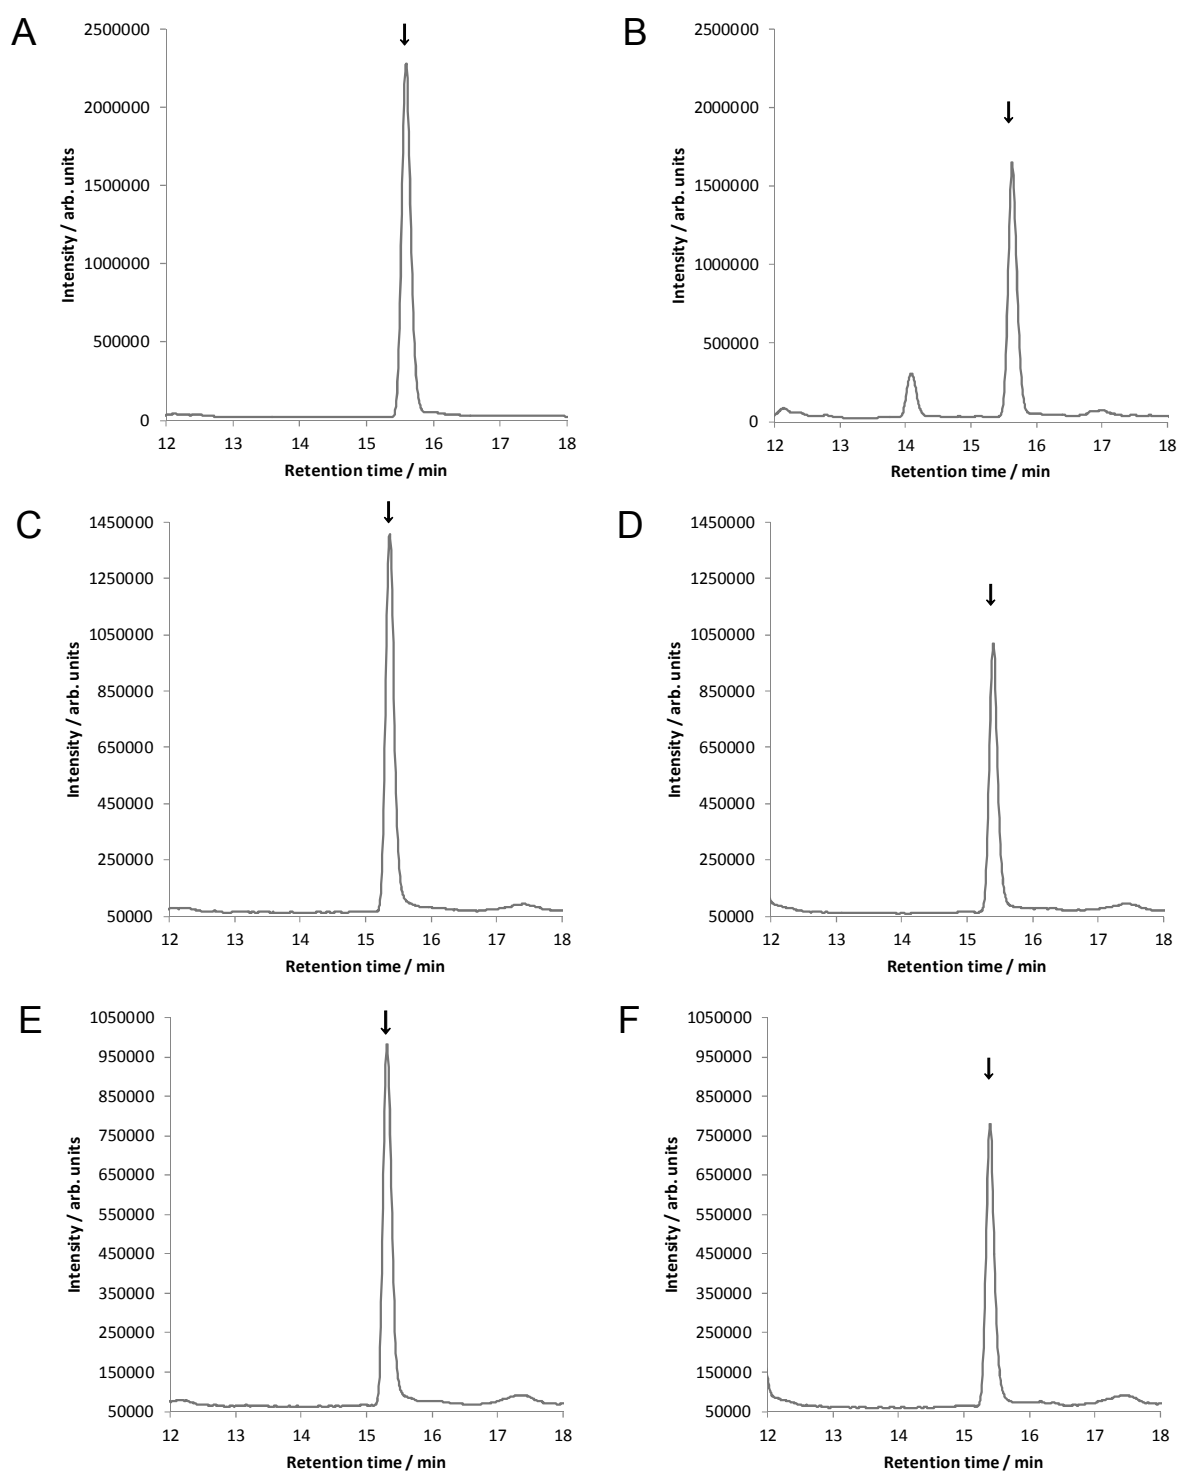 A
2500000
2000000
1500000
1000000
500000
0
Intensity / arb. units
12 13 14 15 16 17 18
Retention time / min
B
2500000
2000000
1500000
1000000
500000
0
Intensity / arb. units
12 13 14 15 16 17 18
Retention time / min
C
1450000
1250000
1050000
850000
650000
450000
250000
50000
Intensity / arb. units
12 13 14 15 16 17 18
Retention time / min
D
1450000
1250000
1050000
850000
650000
450000
250000
50000
Intensity / arb. units
12 13 14 15 16 17 18
Retention time / min
E
1050000
950000
850000
750000
650000
550000
450000
350000
250000
150000
50000
Intensity / arb. units
12 13 14 15 16 17 18
Retention time / min
F
1050000
950000
850000
750000
650000
550000
450000
350000
250000
150000
50000
Intensity / arb. units
12 13 14 15 16 17 18
Retention time / min